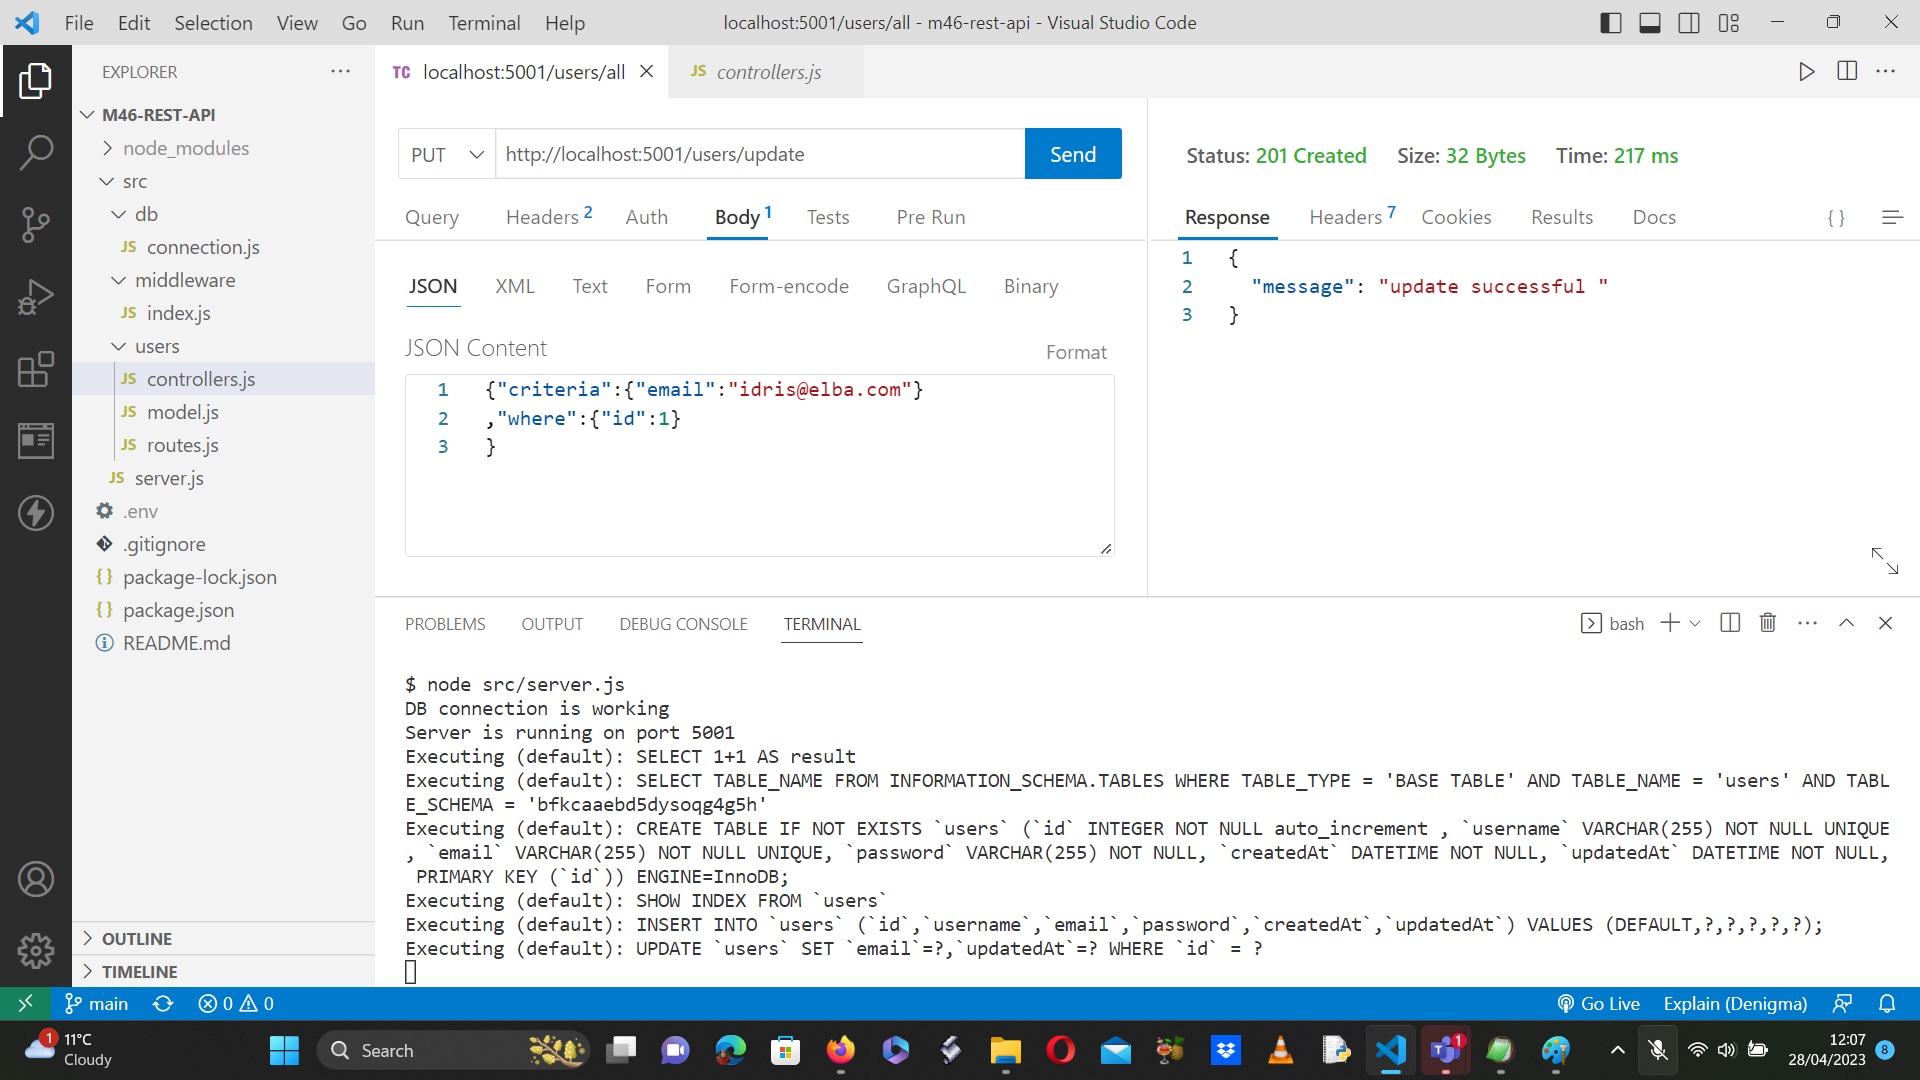 File Edit Selection View Go Run Terminal Help
localhost:5001/users/all - m46-rest-api - Visual Studio Code
EXPLORER
M46-REST-API
node_modules
src
db
JS connection.js
middleware
JS index.js
users
JS controllers.js
JS model.js
JS routes.js
JS server.js
.env
.gitignore
{} package-lock.json
{} package.json
README.md
OUTLINE
TIMELINE
TC localhost:5001/users/all
JS controllers.js
PUT http://localhost:5001/users/update Send
Query Headers 2 Auth Body 1 Tests Pre Run
JSON XML Text Form Form-encode GraphQL Binary
JSON Content
Format
1 {"criteria":{"email":"idris@elba.com"}
2 ,"where":{"id":1}
3 }
Status: 201 Created Size: 32 Bytes Time: 217 ms
Response Headers 7 Cookies Results Docs { }
1 {
2 "message": "update successful "
3 }
PROBLEMS OUTPUT DEBUG CONSOLE TERMINAL
bash
$ node src/server.js
DB connection is working
Server is running on port 5001
Executing (default): SELECT 1+1 AS result
Executing (default): SELECT TABLE_NAME FROM INFORMATION_SCHEMA.TABLES WHERE TABLE_TYPE = 'BASE TABLE' AND TABLE_NAME = 'users' AND TABL
E_SCHEMA = 'bfkcaaebd5dysoqg4g5h'
Executing (default): CREATE TABLE IF NOT EXISTS `users` (`id` INTEGER NOT NULL auto_increment , `username` VARCHAR(255) NOT NULL UNIQUE
, `email` VARCHAR(255) NOT NULL UNIQUE, `password` VARCHAR(255) NOT NULL, `createdAt` DATETIME NOT NULL, `updatedAt` DATETIME NOT NULL,
PRIMARY KEY (`id`)) ENGINE=InnoDB;
Executing (default): SHOW INDEX FROM `users`
Executing (default): INSERT INTO `users` (`id`,`username`,`email`,`password`,`createdAt`,`updatedAt`) VALUES (DEFAULT,?,?,?,?,?);
Executing (default): UPDATE `users` SET `email`=?,`updatedAt`=? WHERE `id` = ?
main 0 0
Go Live Explain (Denigma)
1 11°C
Cloudy
Search
1
12:07
28/04/2023
8